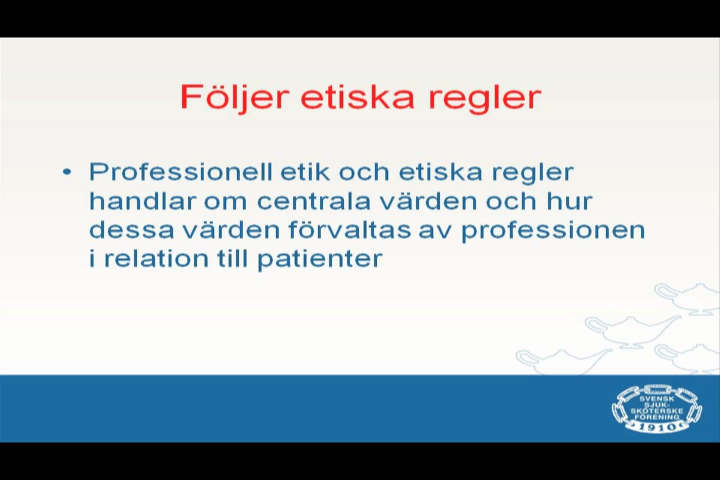 Följer etiska regler
• Professionell etik och etiska regler
handlar om centrala värden och hur
dessa värden förvaltas av professionen
i relation till patienter
SVENSK
SJUK-
SKÖTERSKE
FÖRENING
1910